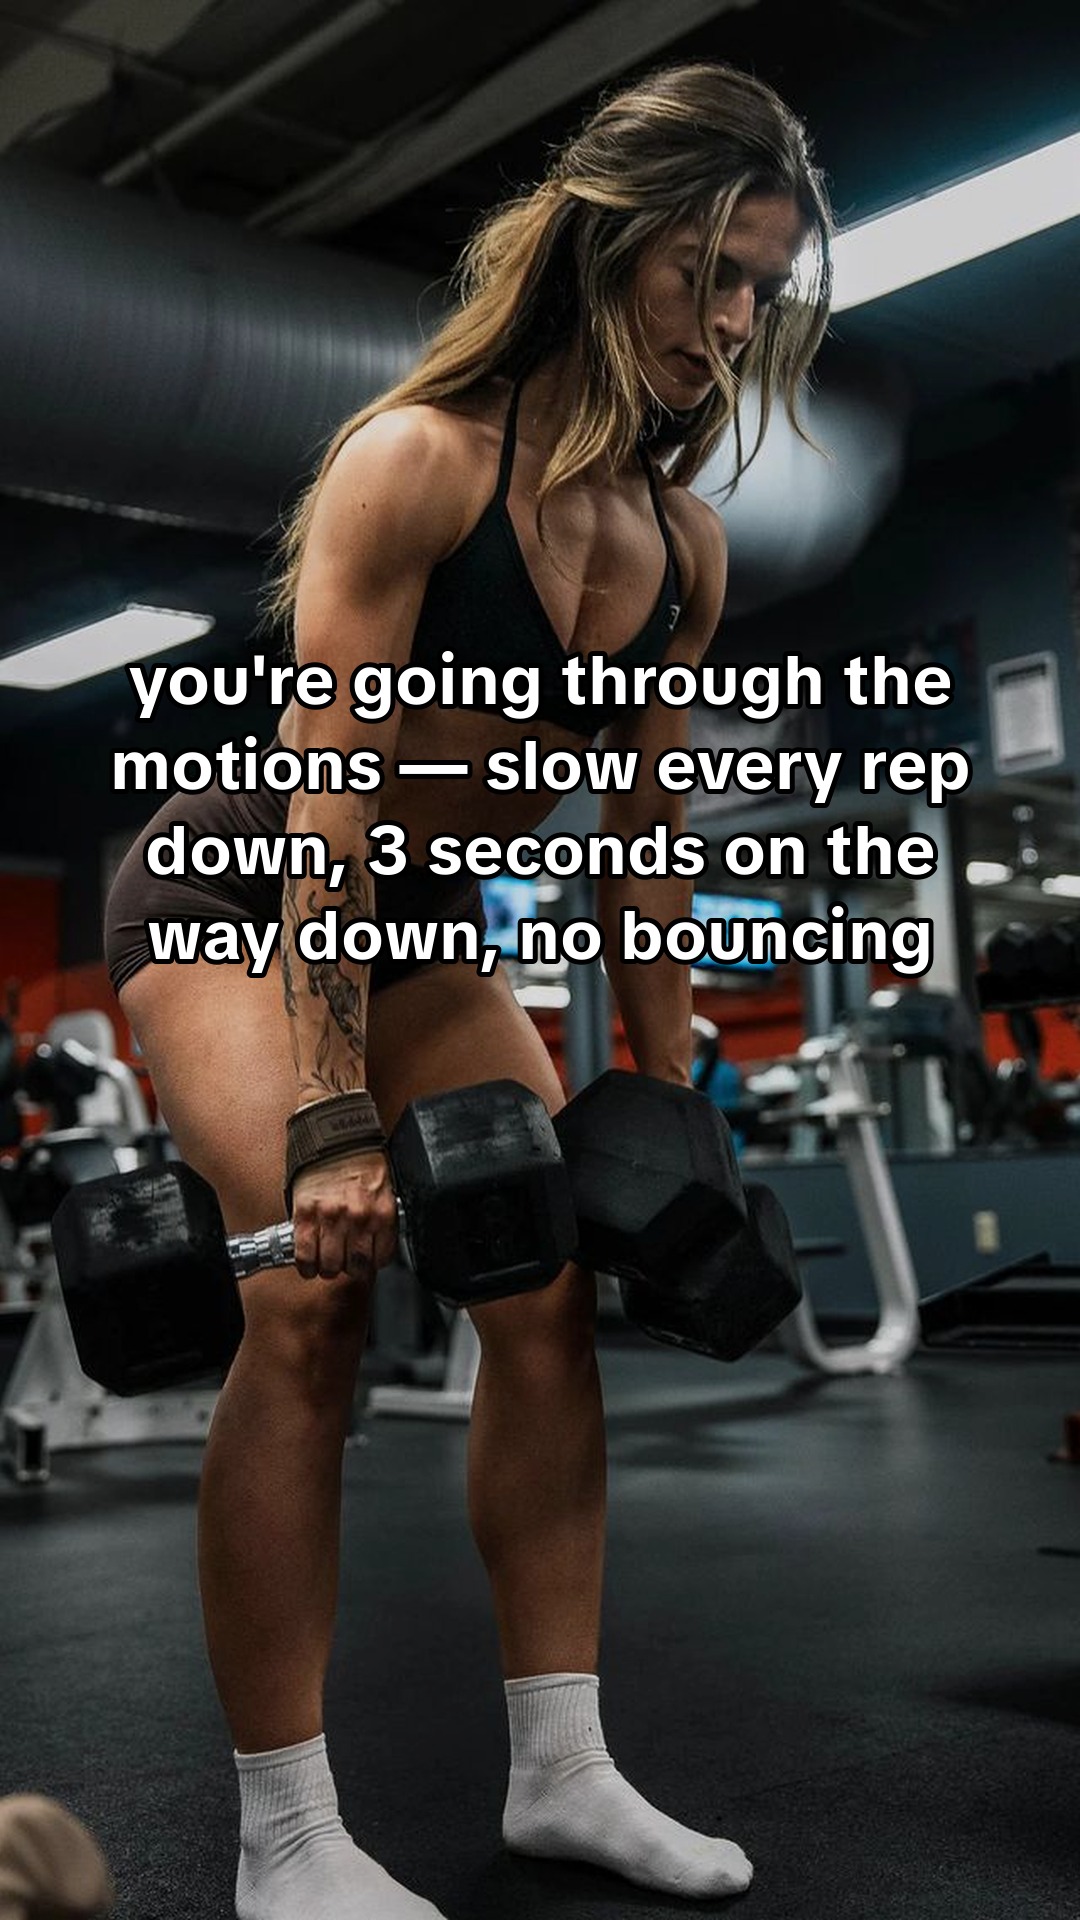 you're going through the
motions — slow every rep
down, 3 seconds on the
way down, no bouncing